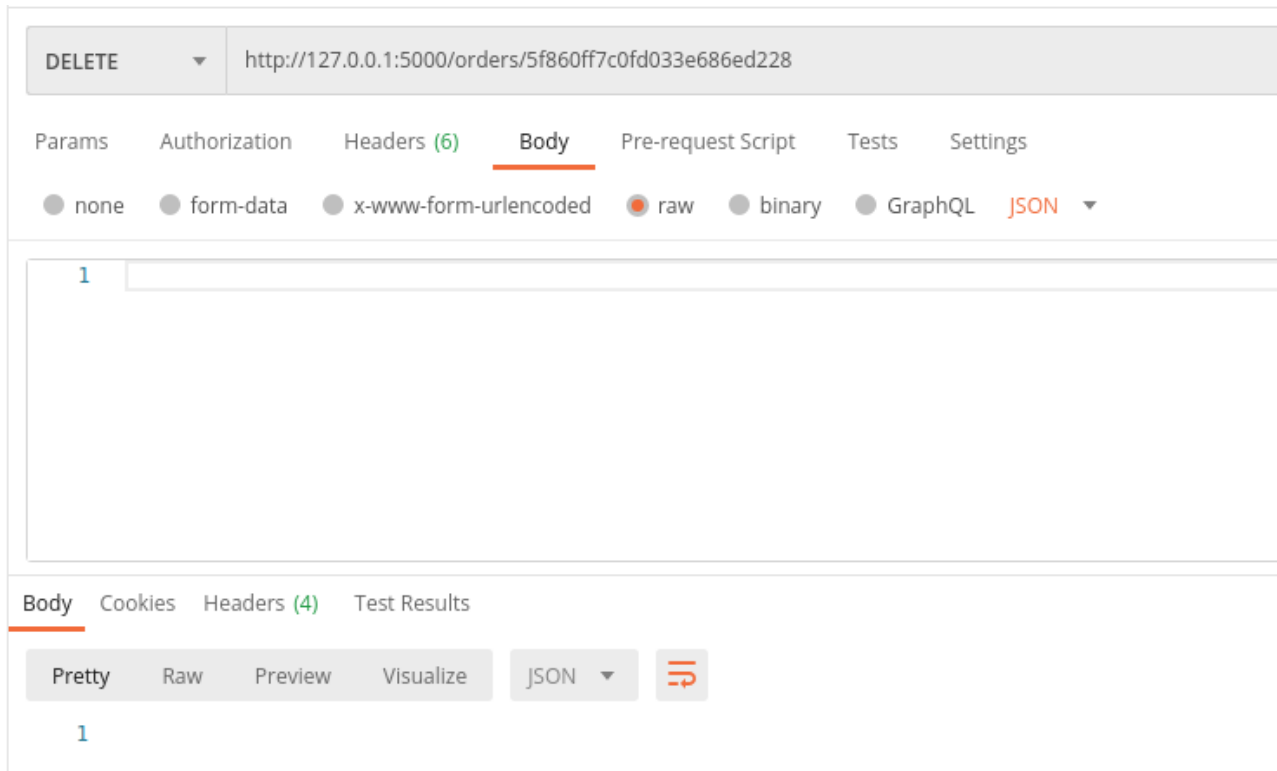 DELETE http://127.0.0.1:5000/orders/5f860ff7c0fd033e686ed228
Params Authorization Headers (6) Body Pre-request Script Tests Settings
none form-data x-www-form-urlencoded raw binary GraphQL JSON
1
Body Cookies Headers (4) Test Results
Pretty Raw Preview Visualize JSON
1